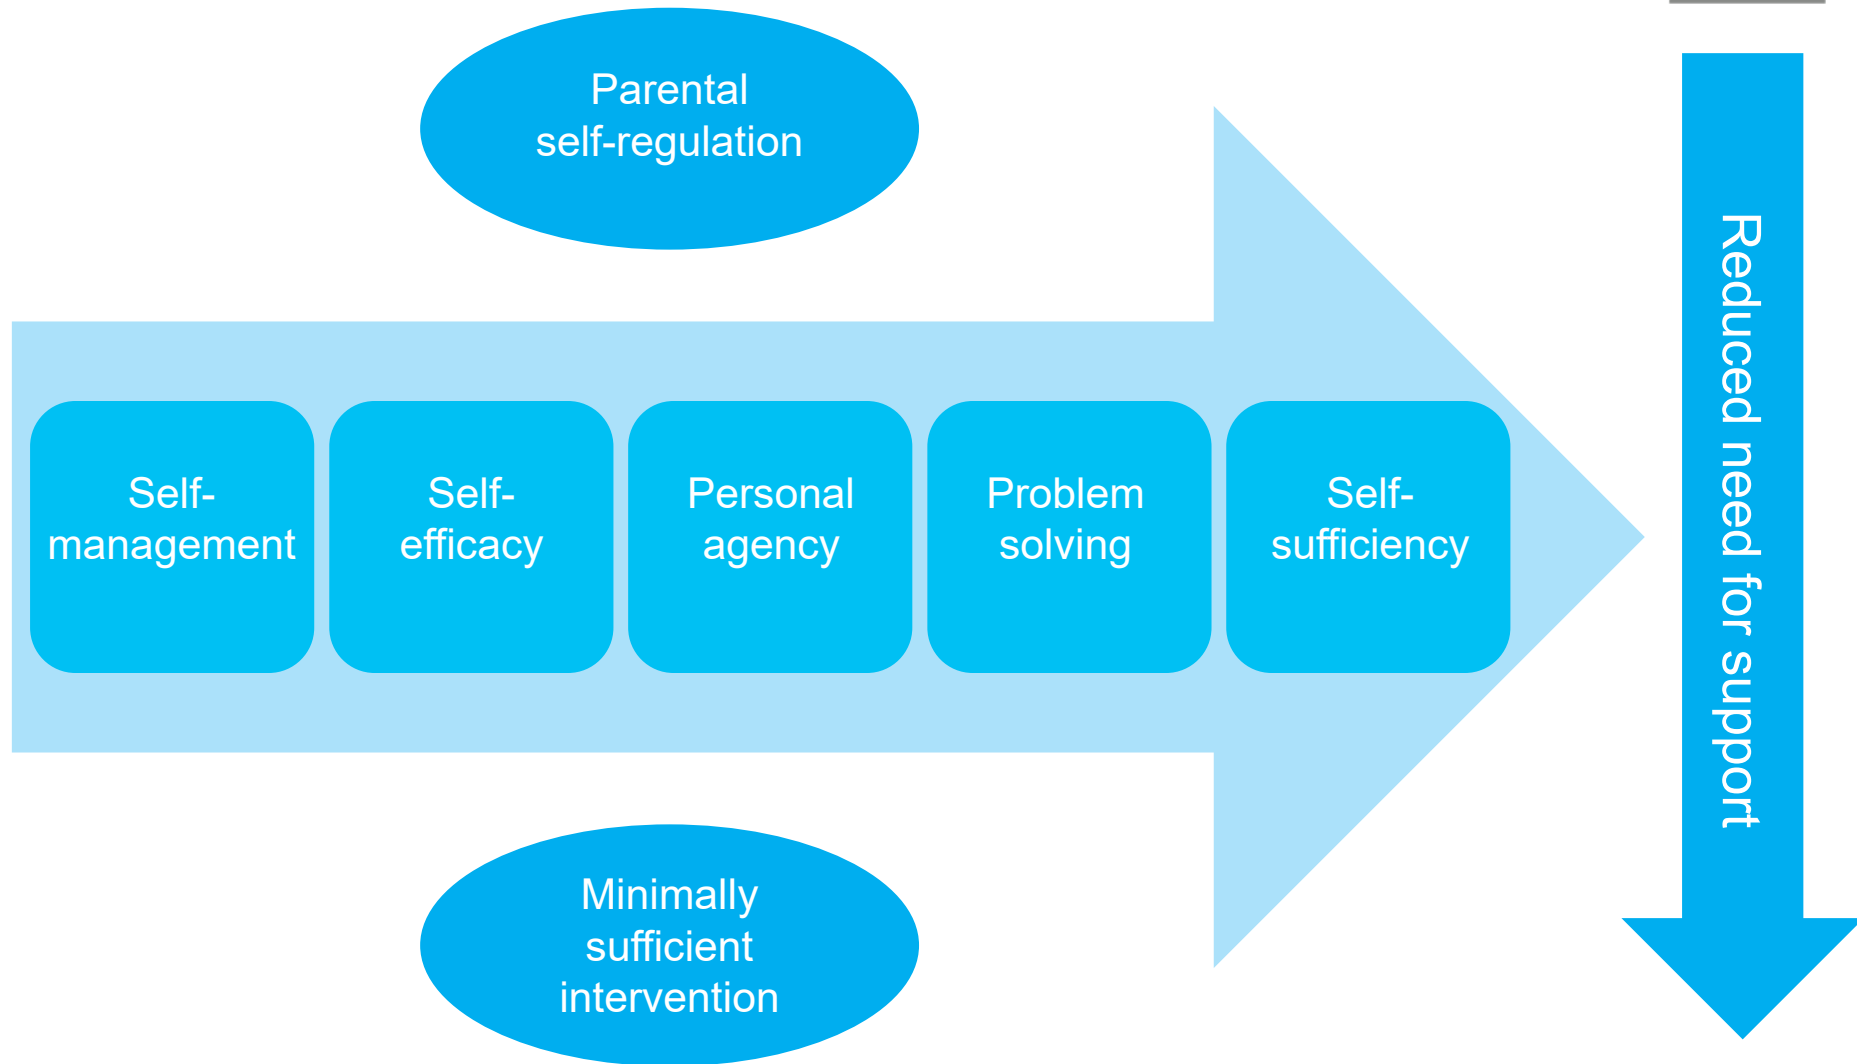 Parental
self-regulation
Self-
management
Self-
efficacy
Personal
agency
Problem
solving
Self-
sufficiency
Minimally
sufficient
intervention
Reduced need for support